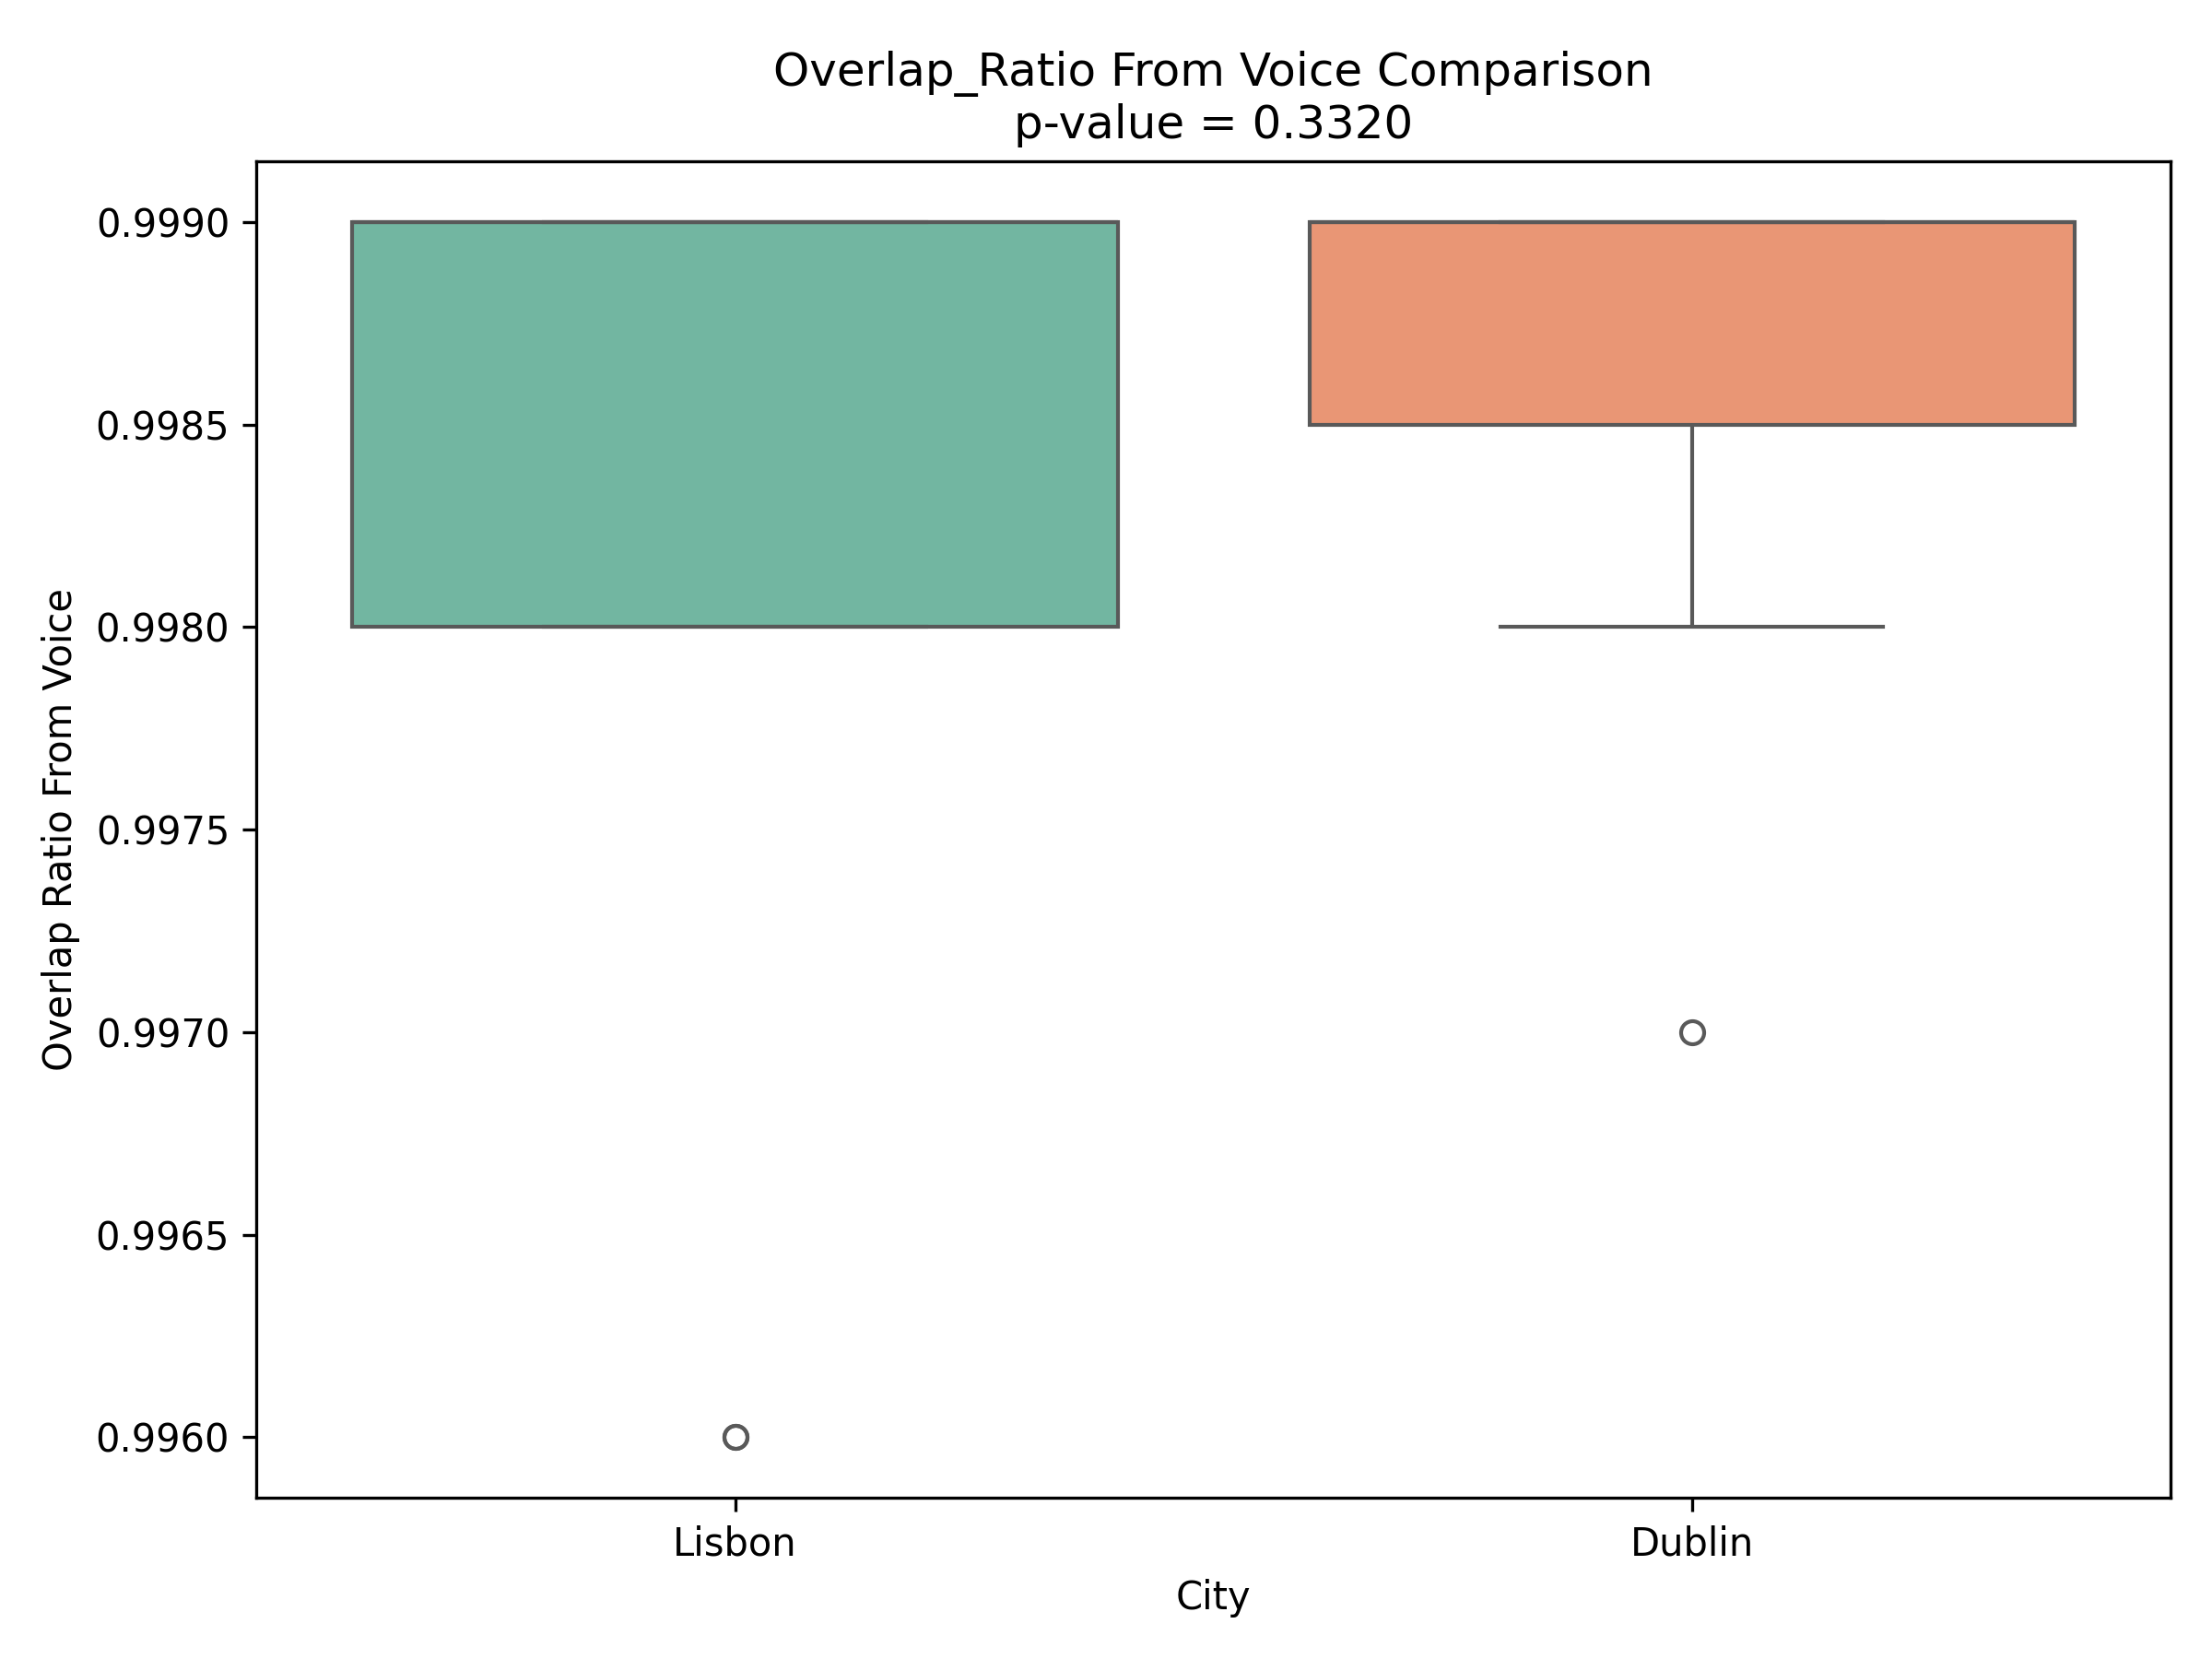 Overlap_Ratio From Voice Comparison
p-value = 0.3320
Overlap Ratio From Voice
0.9990
0.9985
0.9980
0.9975
0.9970
0.9965
0.9960
Lisbon
Dublin
City